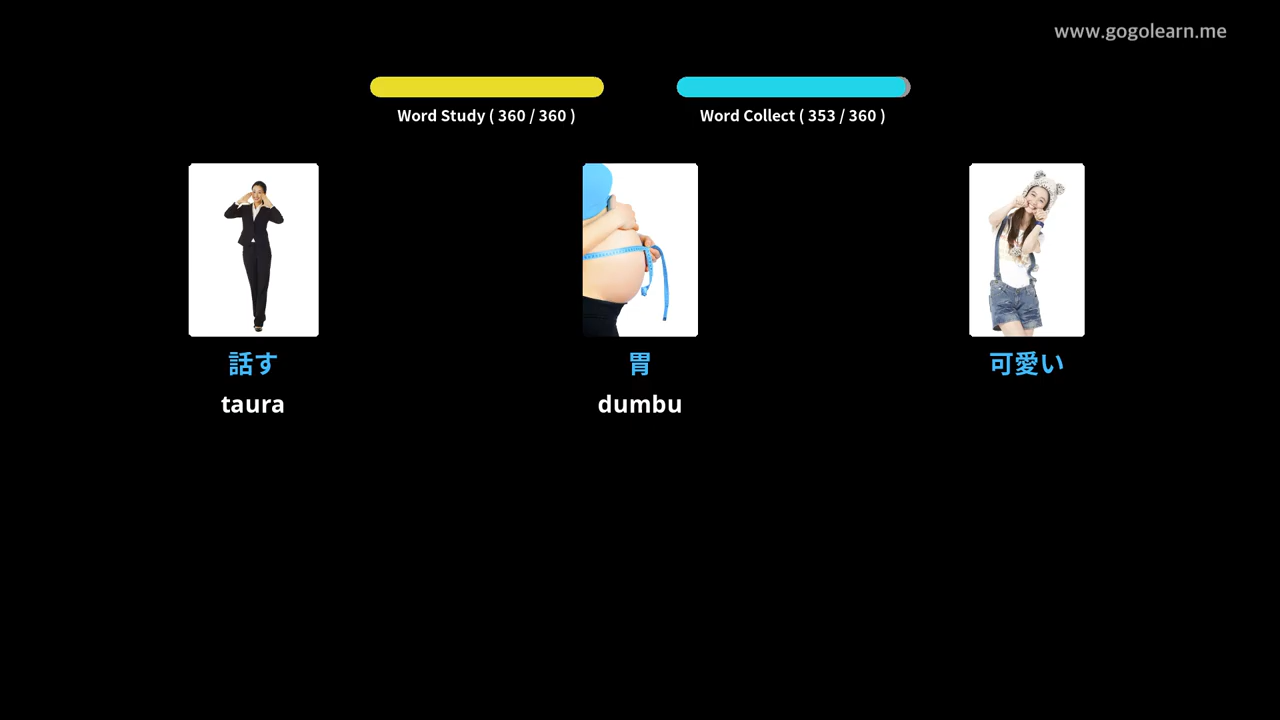 www.gogolearn.me
Word Study ( 360 / 360 )
Word Collect ( 353 / 360 )
話す
胃
可愛い
taura
dumbu